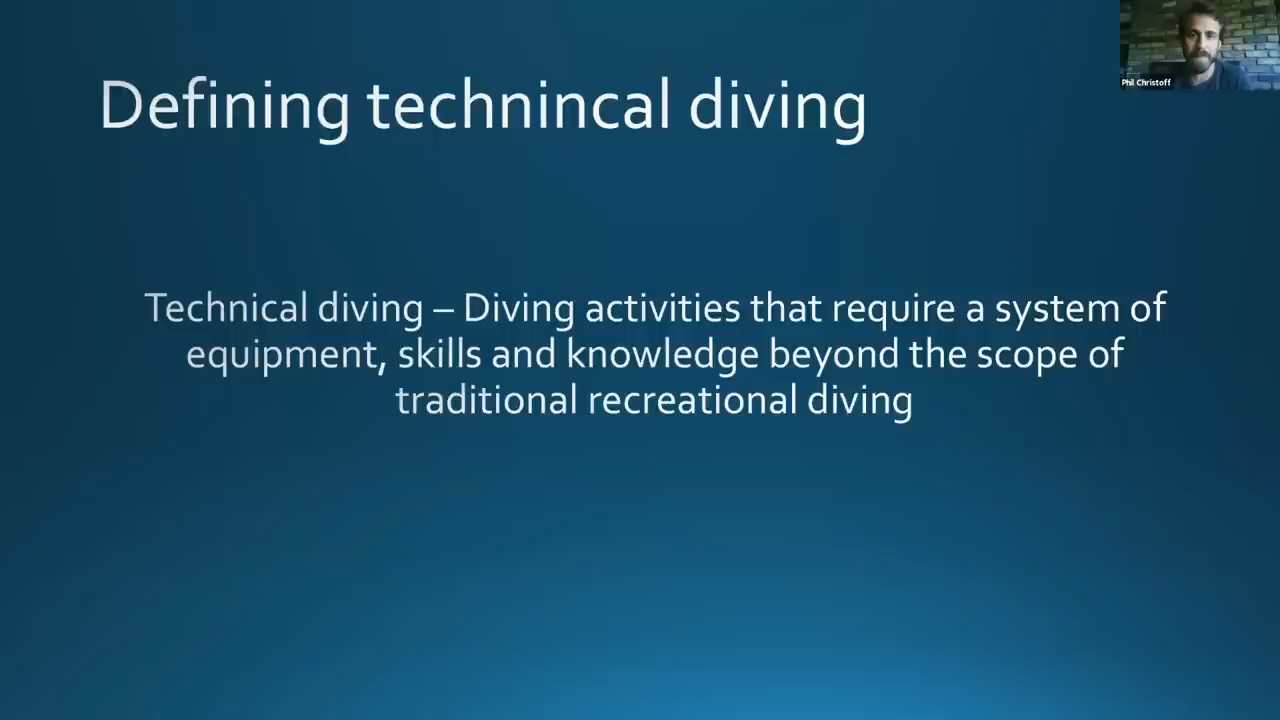 Defining technincal diving
Phil Christoff
Technical diving – Diving activities that require a system of
equipment, skills and knowledge beyond the scope of
traditional recreational diving